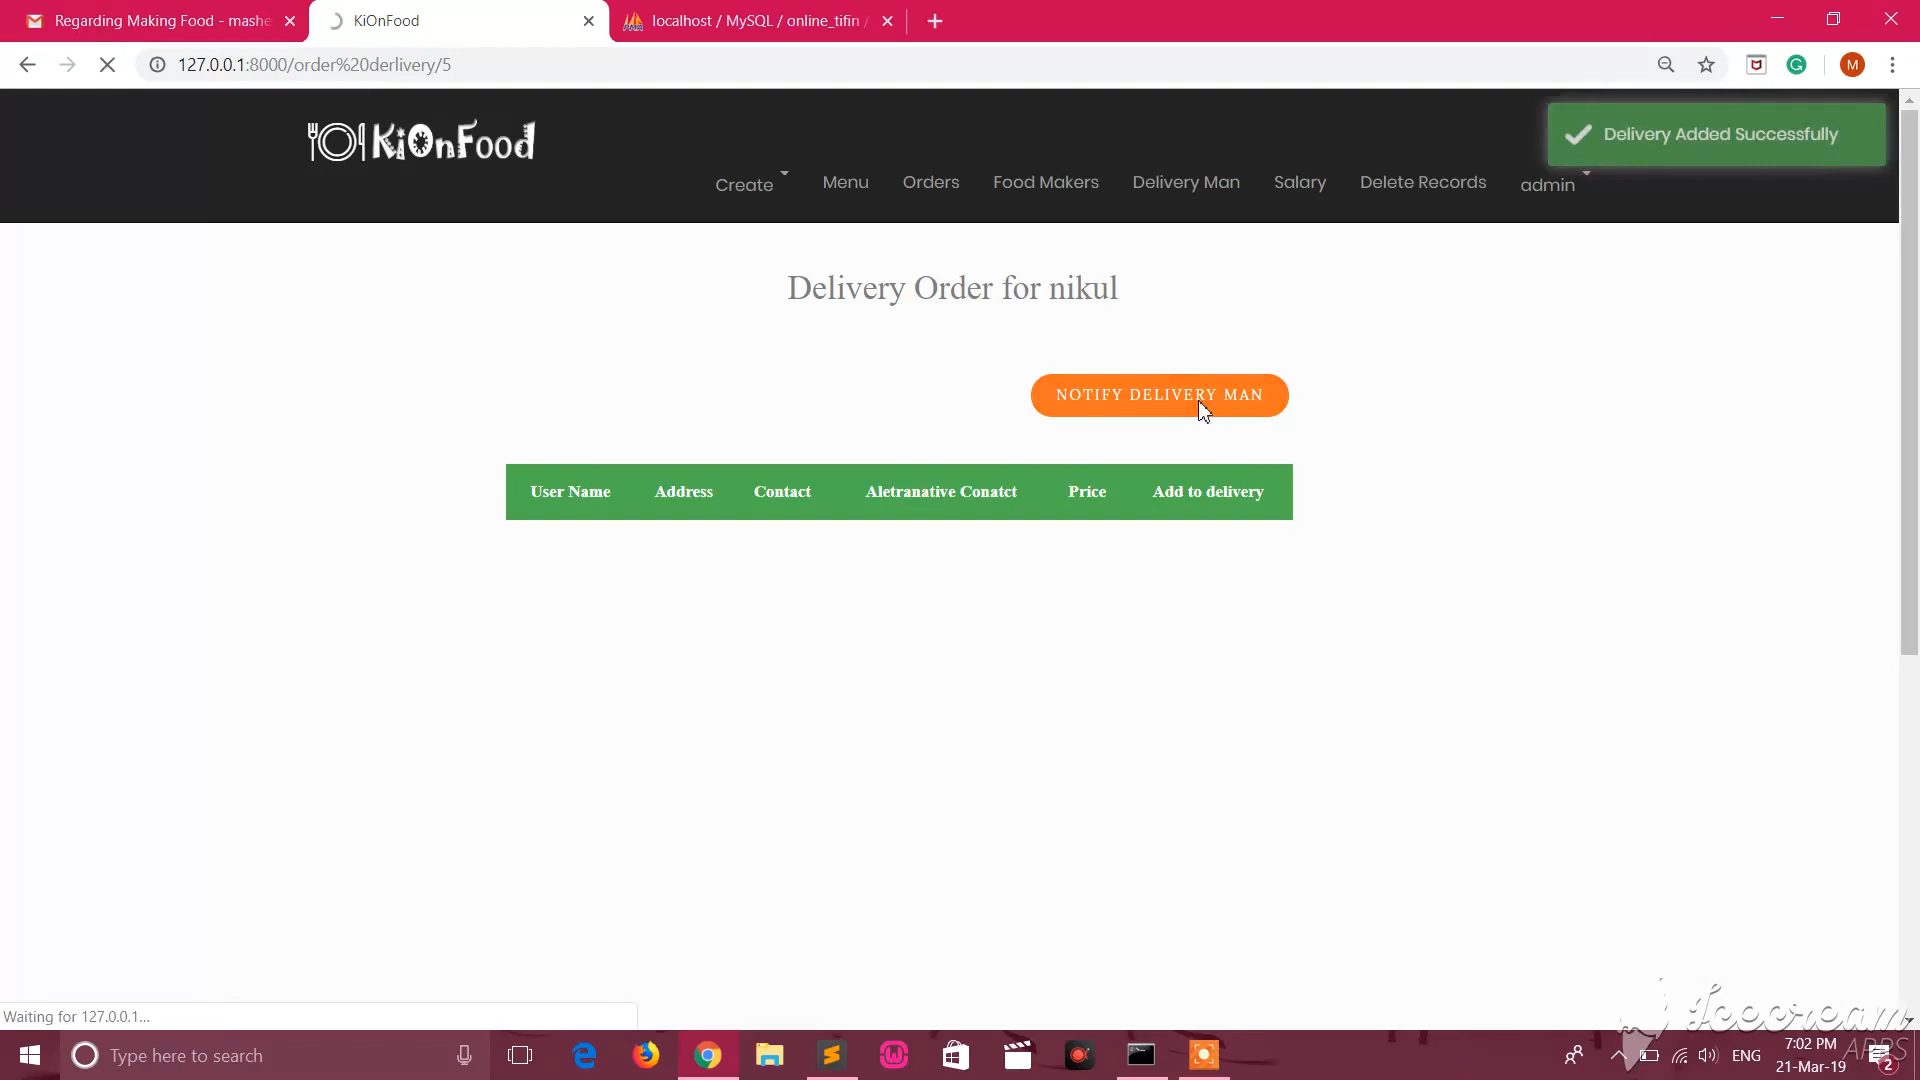 Regarding Making Food - mashe
KiOnFood
localhost / MySQL / online_tifin /
127.0.0.1:8000/order%20derlivery/5
M
KiOnFood
Delivery Added Successfully
Create
Menu
Orders
Food Makers
Delivery Man
Salary
Delete Records
admin
Delivery Order for nikul
NOTIFY DELIVERY MAN
User Name Address Contact Aletranative Conatct Price Add to delivery
Waiting for 127.0.0.1...
Icecream
APPS
Type here to search
ENG
7:02 PM
21-Mar-19
2